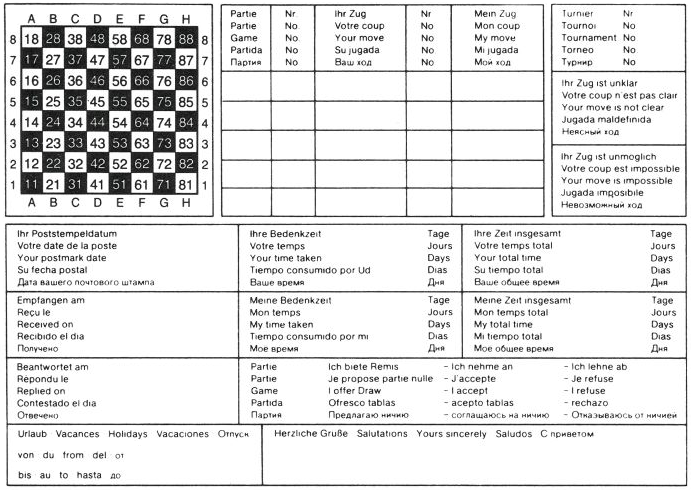 A B C D E F G H
8 18 28 38 48 58 68 78 88 8
7 17 27 37 47 57 67 77 87 7
6 16 26 36 46 56 66 76 86 6
5 15 25 35 45 55 65 75 85 5
4 14 24 34 44 54 64 74 84 4
3 13 23 33 43 53 63 73 83 3
2 12 22 32 42 52 62 72 82 2
1 11 21 31 41 51 61 71 81 1
A B C D E F G H
Partie Nr. Ihr Zug Nr Mein Zug
Partie No Votre coup No Mon coup
Game No Your move No My move
Partida No Su jugada No Mi jugada
Партия No Ваш ход No Мой ход
Turnier Nr
Tournoi No
Tournament No
Torneo No
Турнир No
Ihr Zug ist unklar
Votre coup n'est pas clair
Your move is not clear
Jugada maldefinida
Неясный ход
Ihr Zug ist unmoglich
Votre coup est impossible
Your move is impossible
Jugada imposibile
Невозможный ход
Ihr Poststempeldatum
Votre date de la poste
Your postmark date
Su fecha postal
Дата вашего почтового штампа
Ihre Bedenkzeit Tage
Votre temps Jours
Your time taken Days
Tiempo consumido por Ud Dias
Ваше время Дня
Ihre Zeit insgesamt Tage
Votre temps total Jours
Your total time Days
Su tiempo total Dias
Ваше общее время Дня
Empfangen am
Reçu le
Received on
Recibido el dia
Получено
Meine Bedenkzeit Tage
Mon temps Jours
My time taken Days
Tiempo consumido por mi Dias
Мое время Дня
Meine Zeit insgesamt Tage
Mon temps total Jours
My total time Days
Mi tiempo total Dias
Мое общее время Дня
Beantwortet am
Répondu le
Replied on
Contestado el dia
Отвечено
Partie Ich biete Remis - Ich nehme an - Ich lehne ab
Partie Je propose partie nulle - J'accepte - Je refuse
Game I offer Draw - I accept - I refuse
Partida Ofresco tablas - acepto tablas - rechazo
Партия Предлагаю ничию - соглащаюсь на ничию - Отказываюсь от ничией
Urlaub Vacances Holidays Vacaciones Отпуск
von du from del от
bis au to hasta до
Herzliche Gruße Salutations Yours sincerely Saludos С приветом